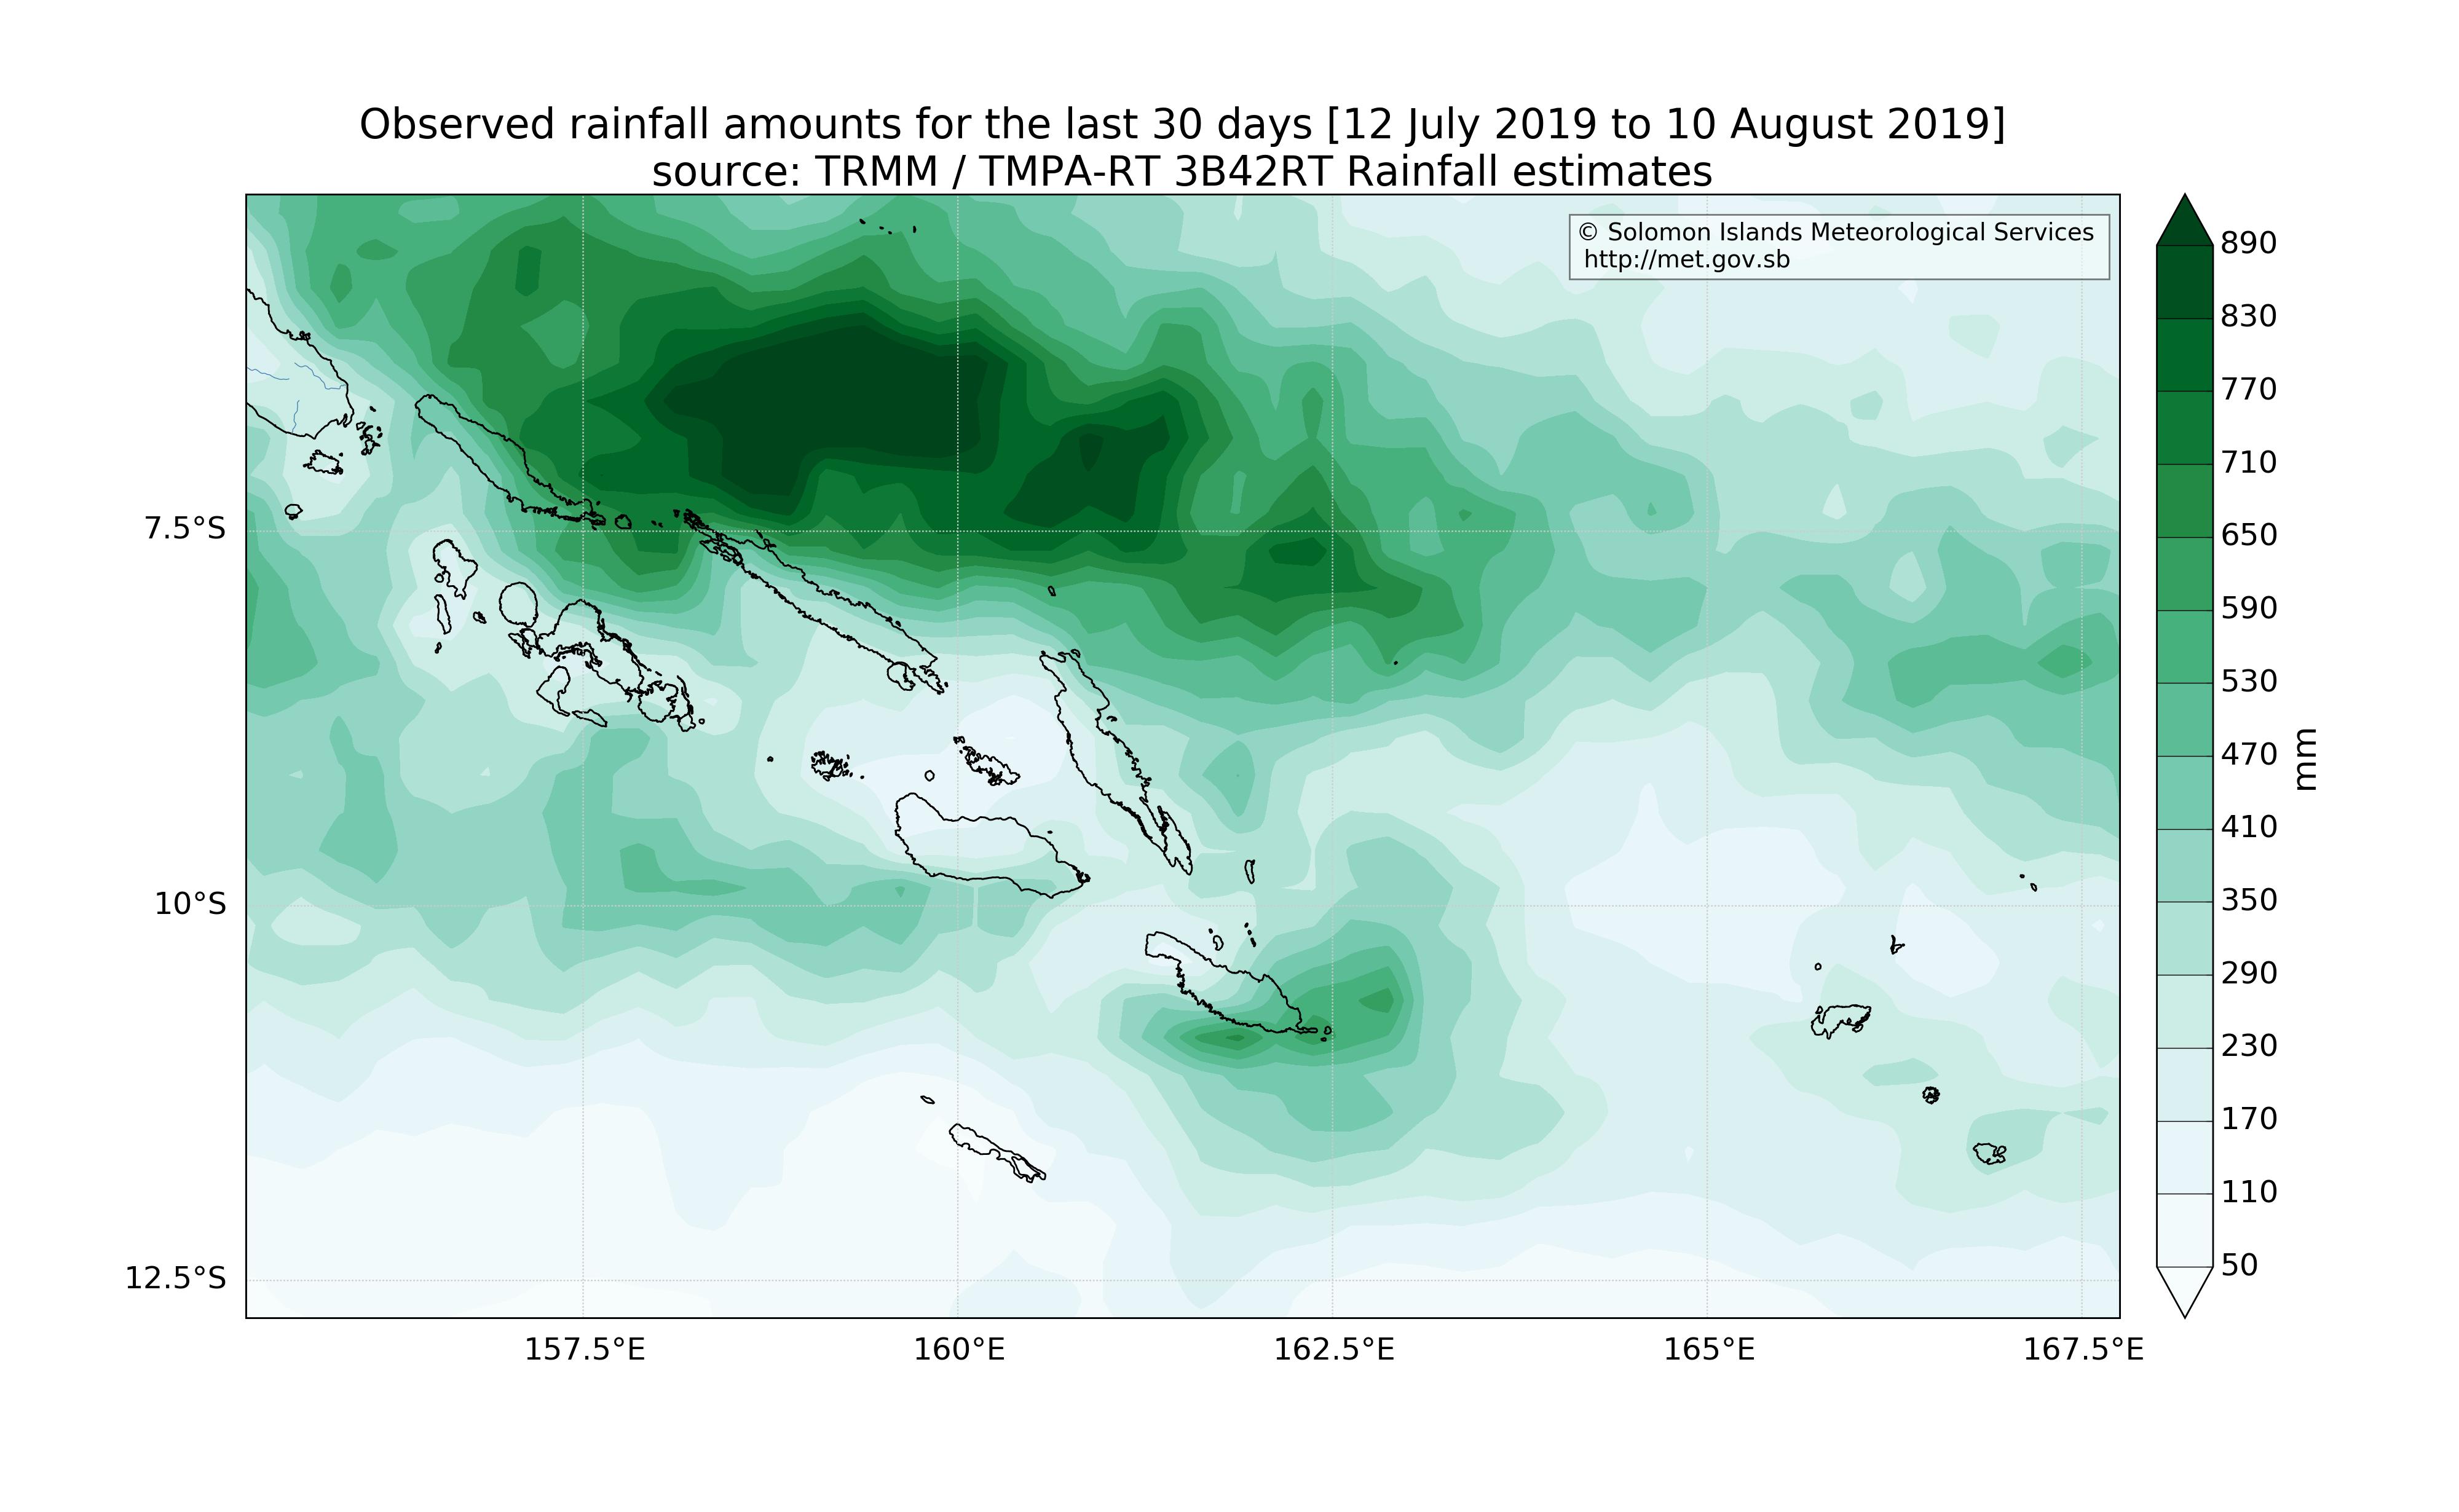 Observed rainfall amounts for the last 30 days [12 July 2019 to 10 August 2019]
source: TRMM / TMPA-RT 3B42RT Rainfall estimates
© Solomon Islands Meteorological Services
http://met.gov.sb
7.5°S
10°S
12.5°S
157.5°E
160°E
162.5°E
165°E
167.5°E
890
830
770
710
650
590
530
470
410
350
290
230
170
110
50
mm